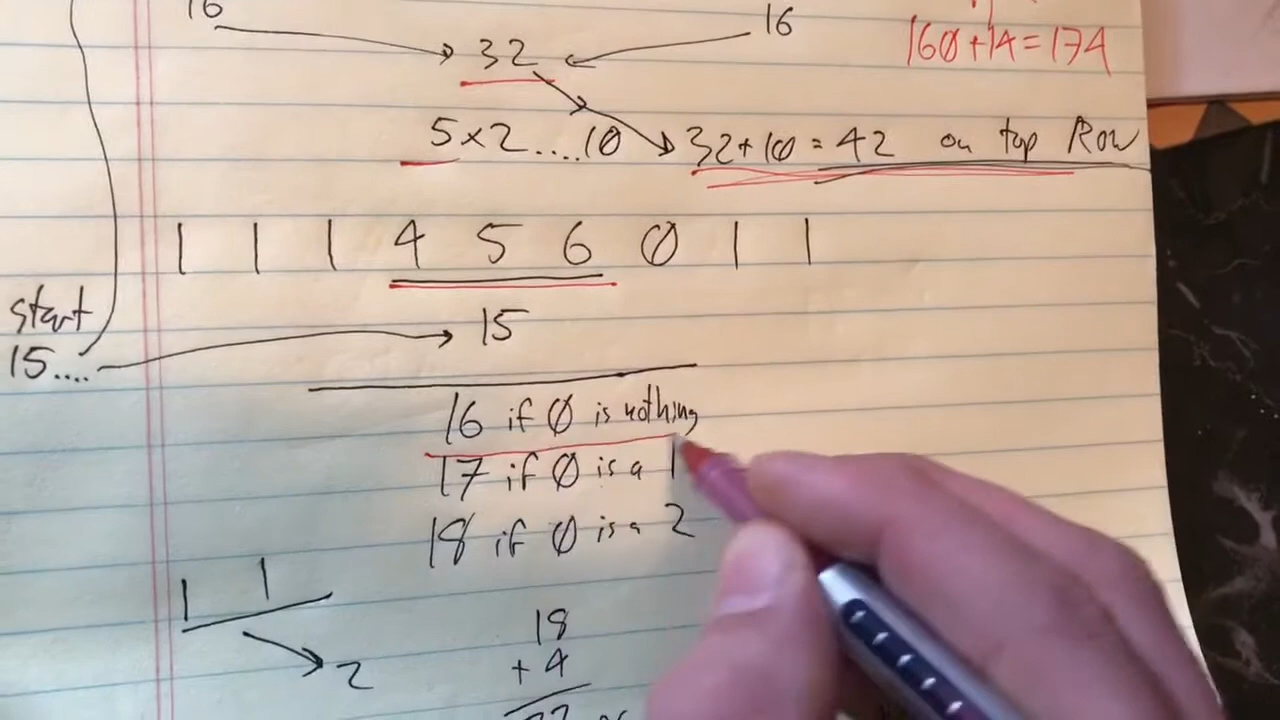 16 16
32
160+14=174
5x2....10 32+10=42 on top Row
1 1 1 4 5 6 0 1 1
start
15....
15
16 if 0 is nothing
17 if 0 is a 1
18 if 0 is a 2
1 1
2
18
+ 4